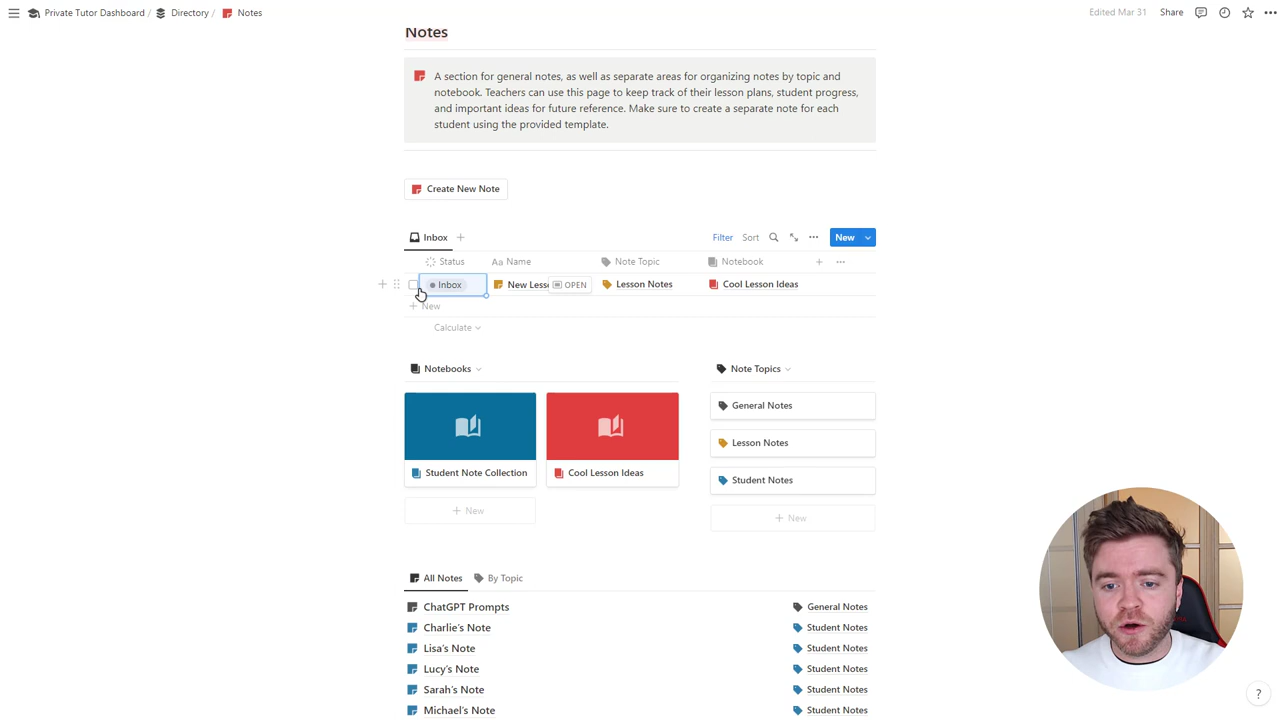 Private Tutor Dashboard / Directory / Notes
Edited Mar 31 Share
Notes
A section for general notes, as well as separate areas for organizing notes by topic and
notebook. Teachers can use this page to keep track of their lesson plans, student progress,
and important ideas for future reference. Make sure to create a separate note for each
student using the provided template.
Create New Note
Inbox
Filter Sort New
Status Aa Name Note Topic Notebook
Inbox New Less OPEN Lesson Notes Cool Lesson Ideas
+ New
Calculate
Notebooks
Note Topics
General Notes
Lesson Notes
Student Note Collection Cool Lesson Ideas
Student Notes
+ New
+ New
All Notes By Topic
ChatGPT Prompts General Notes
Charlie's Note Student Notes
Lisa's Note Student Notes
Lucy's Note Student Notes
Sarah's Note Student Notes
Michael's Note Student Notes
?